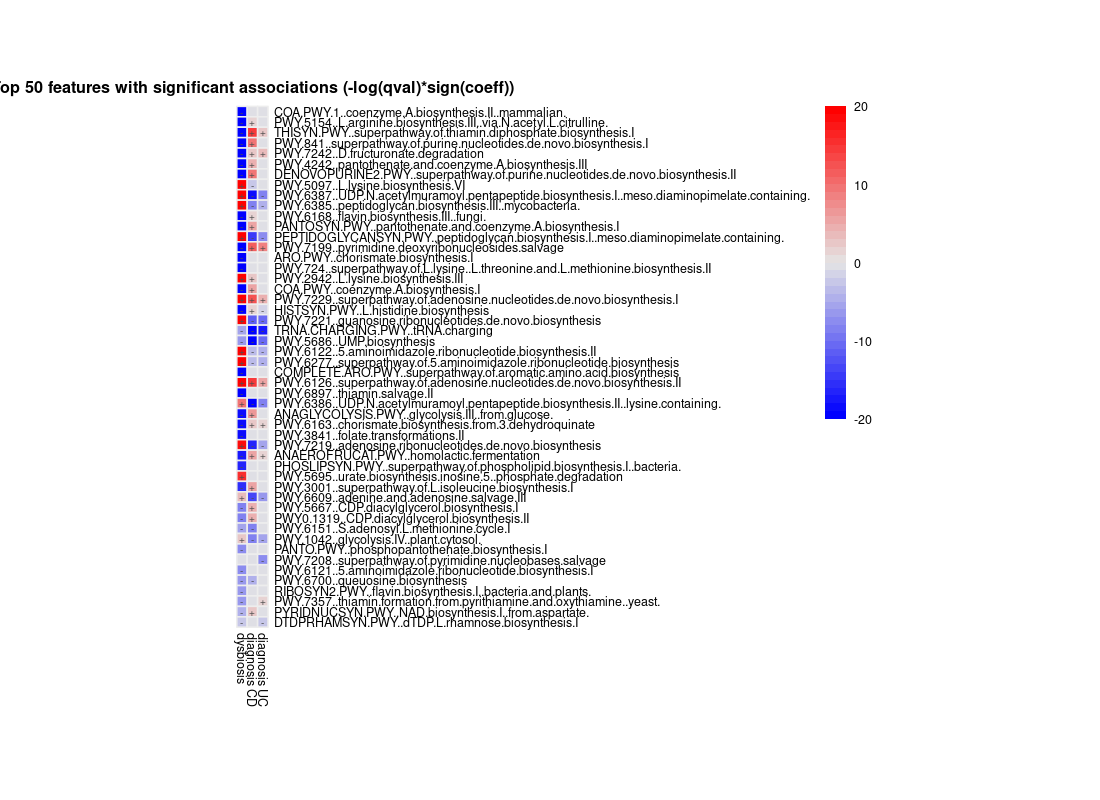 op 50 features with significant associations (-log(qval)*sign(coeff))
COA.PWY.1..coenzyme.A.biosynthesis.II..mammalian.
PWY.5154..L.arginine.biosynthesis.III..via.N.acetyl.L.citrulline.
THISYN.PWY..superpathway.of.thiamin.diphosphate.biosynthesis.I
PWY.841..superpathway.of.purine.nucleotides.de.novo.biosynthesis.I
PWY.7242..D.fructuronate.degradation
PWY.4242..pantothenate.and.coenzyme.A.biosynthesis.III
DENOVOPURINE2.PWY..superpathway.of.purine.nucleotides.de.novo.biosynthesis.II
PWY.5097..L.lysine.biosynthesis.VI
PWY.6387..UDP.N.acetylmuramoyl.pentapeptide.biosynthesis.I..meso.diaminopimelate.containing.
PWY.6385..peptidoglycan.biosynthesis.III..mycobacteria.
PWY.6168..flavin.biosynthesis.III..fungi.
PANTOSYN.PWY..pantothenate.and.coenzyme.A.biosynthesis.I
PEPTIDOGLYCANSYN.PWY..peptidoglycan.biosynthesis.I..meso.diaminopimelate.containing.
PWY.7199..pyrimidine.deoxyribonucleosides.salvage
ARO.PWY..chorismate.biosynthesis.I
PWY.724..superpathway.of.L.lysine..L.threonine.and.L.methionine.biosynthesis.II
PWY.2942..L.lysine.biosynthesis.III
COA.PWY..coenzyme.A.biosynthesis.I
PWY.7229..superpathway.of.adenosine.nucleotides.de.novo.biosynthesis.I
HISTSYN.PWY..L.histidine.biosynthesis
PWY.7221..guanosine.ribonucleotides.de.novo.biosynthesis
TRNA.CHARGING.PWY..tRNA.charging
PWY.5686..UMP.biosynthesis
PWY.6122..5.aminoimidazole.ribonucleotide.biosynthesis.II
PWY.6277..superpathway.of.5.aminoimidazole.ribonucleotide.biosynthesis
COMPLETE.ARO.PWY..superpathway.of.aromatic.amino.acid.biosynthesis
PWY.6126..superpathway.of.adenosine.nucleotides.de.novo.biosynthesis.II
PWY.6897..thiamin.salvage.II
PWY.6386..UDP.N.acetylmuramoyl.pentapeptide.biosynthesis.II..lysine.containing.
ANAGLYCOLYSIS.PWY..glycolysis.III..from.glucose.
PWY.6163..chorismate.biosynthesis.from.3.dehydroquinate
PWY.3841..folate.transformations.II
PWY.7219..adenosine.ribonucleotides.de.novo.biosynthesis
ANAEROFRUCAT.PWY..homolactic.fermentation
PHOSLIPSYN.PWY..superpathway.of.phospholipid.biosynthesis.I..bacteria.
PWY.5695..urate.biosynthesis.inosine.5..phosphate.degradation
PWY.3001..superpathway.of.L.isoleucine.biosynthesis.I
PWY.6609..adenine.and.adenosine.salvage.III
PWY.5667..CDP.diacylglycerol.biosynthesis.I
PWY0.1319..CDP.diacylglycerol.biosynthesis.II
PWY.6151..S.adenosyl.L.methionine.cycle.I
PWY.1042..glycolysis.IV..plant.cytosol.
PANTO.PWY..phosphopantothenate.biosynthesis.I
PWY.7208..superpathway.of.pyrimidine.nucleobases.salvage
PWY.6121..5.aminoimidazole.ribonucleotide.biosynthesis.I
PWY.6700..queuosine.biosynthesis
RIBOSYN2.PWY..flavin.biosynthesis.I..bacteria.and.plants.
PWY.7357..thiamin.formation.from.pyrithiamine.and.oxythiamine..yeast.
PYRIDNUCSYN.PWY..NAD.biosynthesis.I..from.aspartate.
DTDPRHAMSYN.PWY..dTDP.L.rhamnose.biosynthesis.I
dysbiosis
diagnosis CD
diagnosis UC
20
10
0
-10
-20